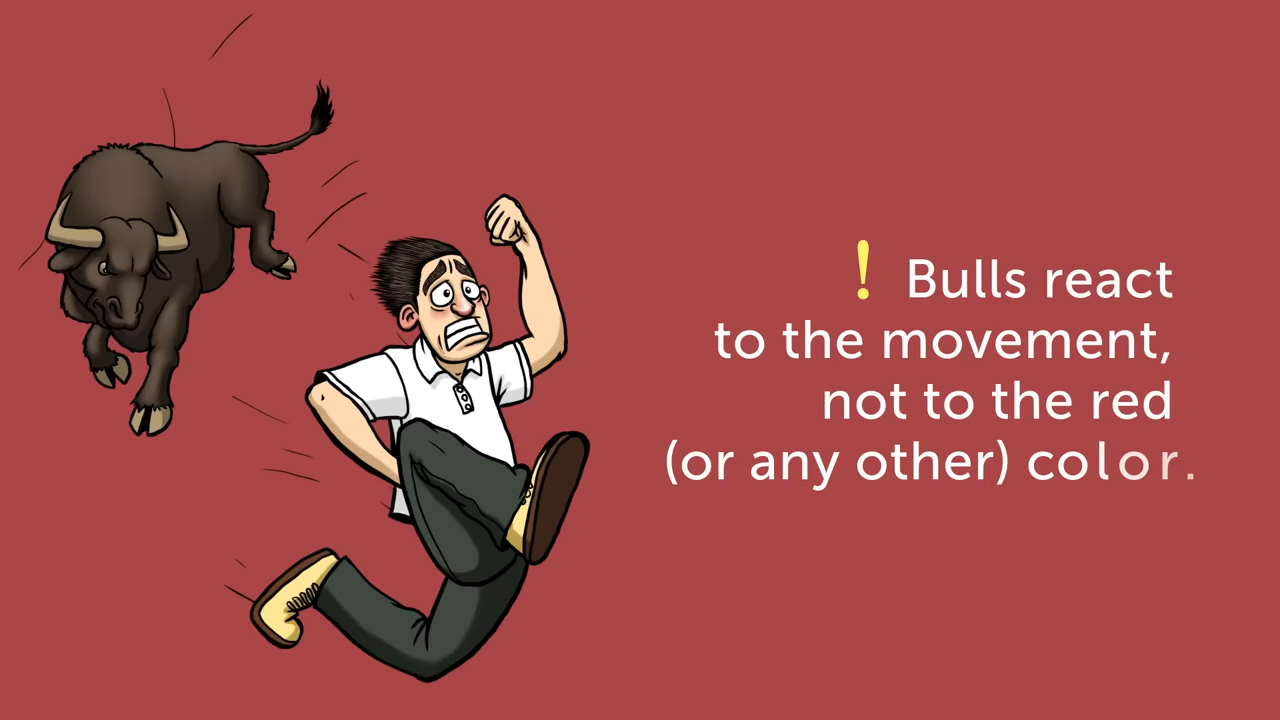 ! Bulls react
to the movement,
not to the red
(or any other) color.